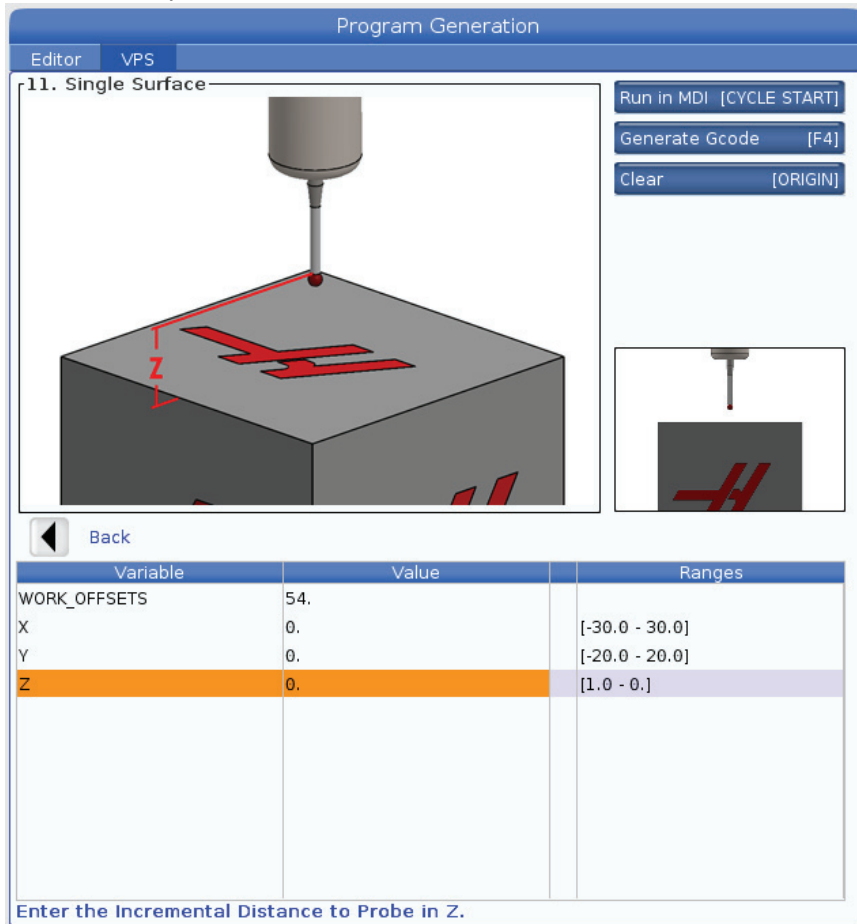 Program Generation
Editor VPS
11. Single Surface
Run in MDI [CYCLE START]
Generate Gcode [F4]
Clear [ORIGIN]
Z
Back
Variable Value Ranges
WORK_OFFSETS 54.
X 0. [-30.0 - 30.0]
Y 0. [-20.0 - 20.0]
Z 0. [1.0 - 0.]
Enter the Incremental Distance to Probe in Z.